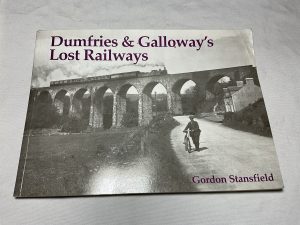 Dumfries & Galloway's
Lost Railways
Gordon Stansfield